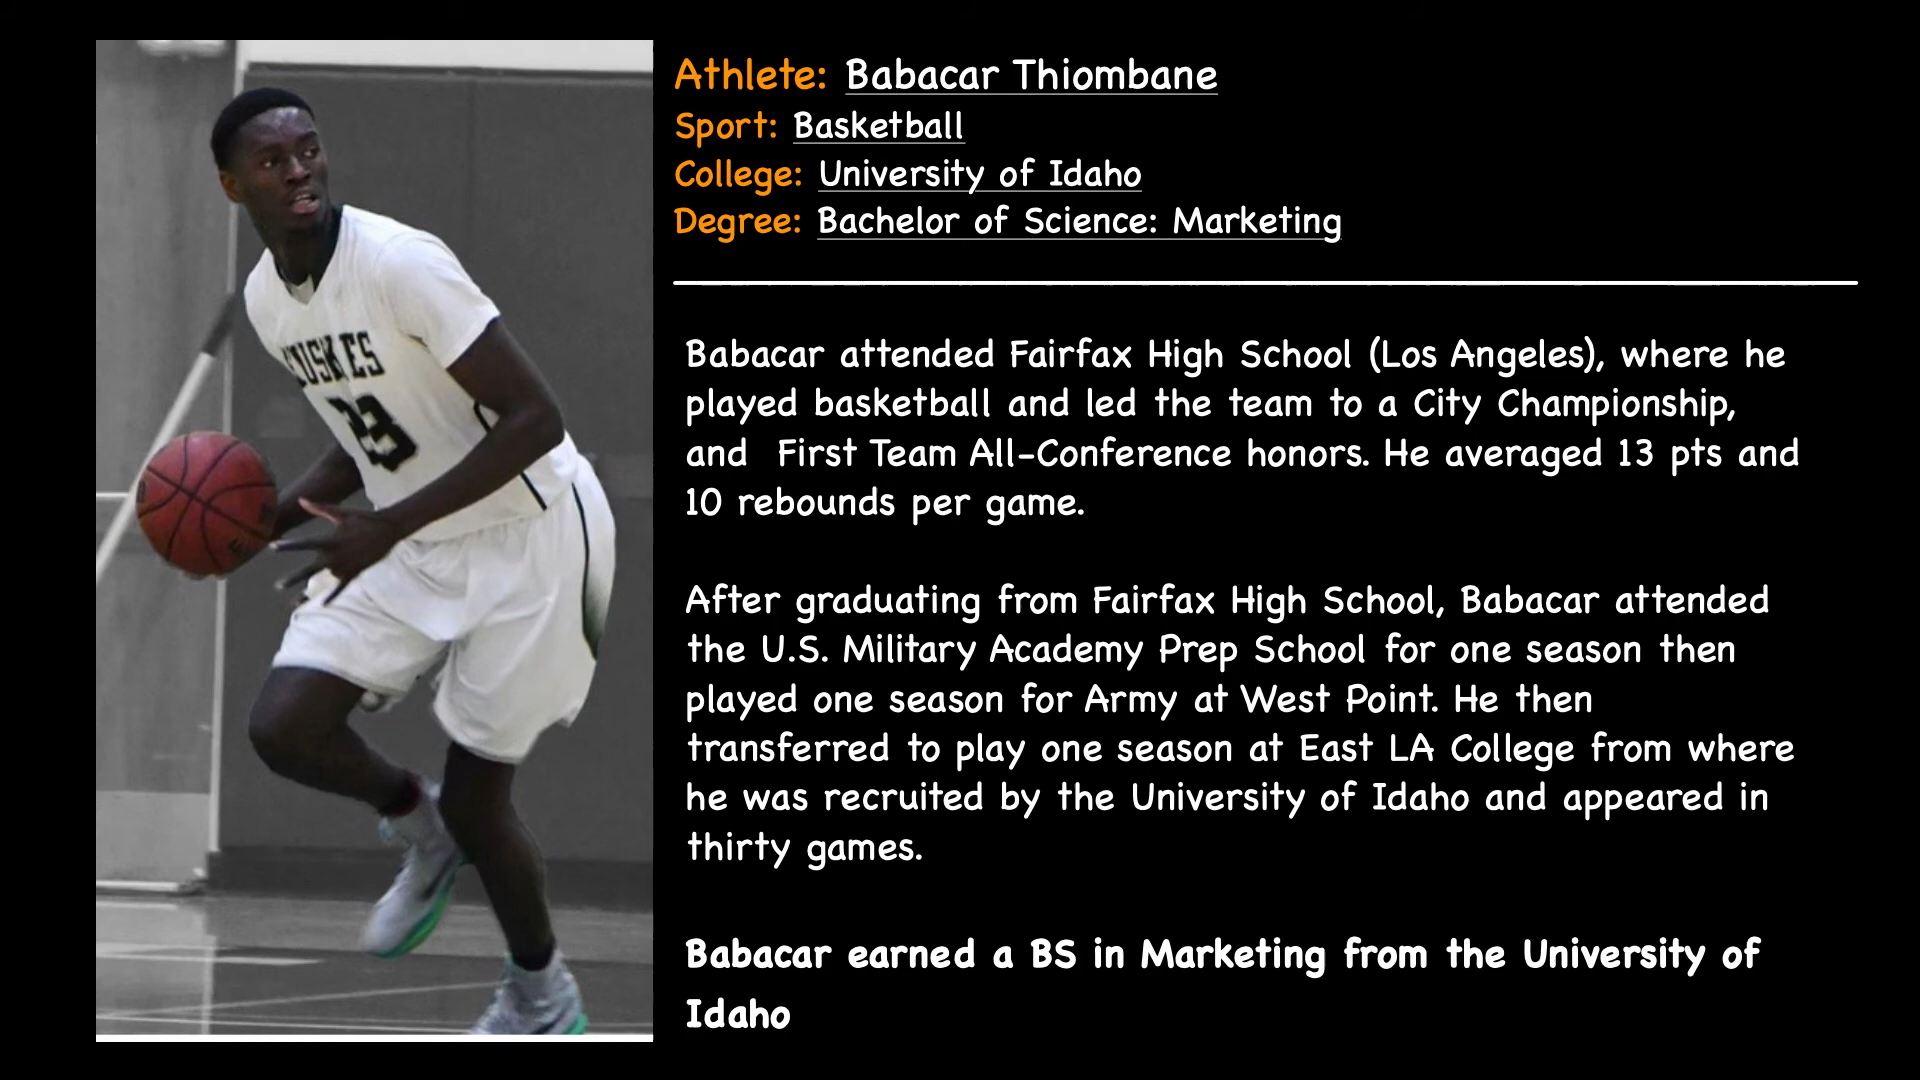 Athlete: Babacar Thiombane
Sport: Basketball
College: University of Idaho
Degree: Bachelor of Science: Marketing
Babacar attended Fairfax High School (Los Angeles), where he
played basketball and led the team to a City Championship,
and First Team All-Conference honors. He averaged 13 pts and
10 rebounds per game.
After graduating from Fairfax High School, Babacar attended
the U.S. Military Academy Prep School for one season then
played one season for Army at West Point. He then
transferred to play one season at East LA College from where
he was recruited by the University of Idaho and appeared in
thirty games.
Babacar earned a BS in Marketing from the University of
Idaho
HUSKIES
23